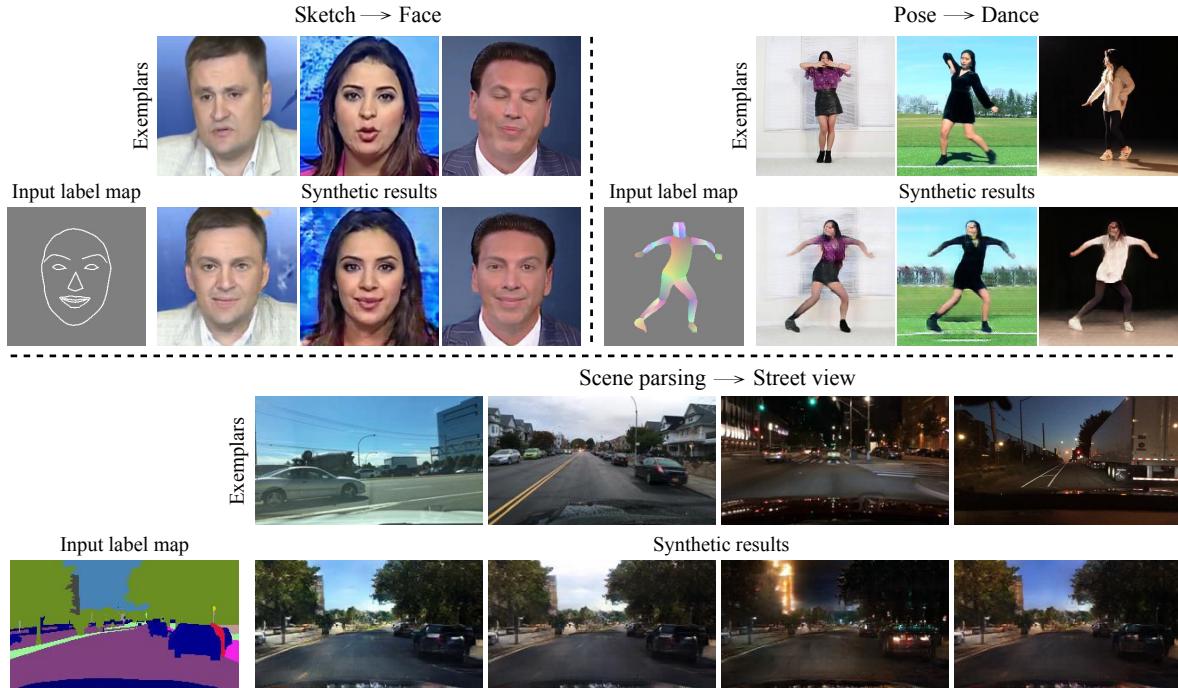 Sketch → Face
Pose → Dance
Exemplars
Exemplars
Input label map
Synthetic results
Input label map
Synthetic results
Scene parsing → Street view
Exemplars
Input label map
Synthetic results